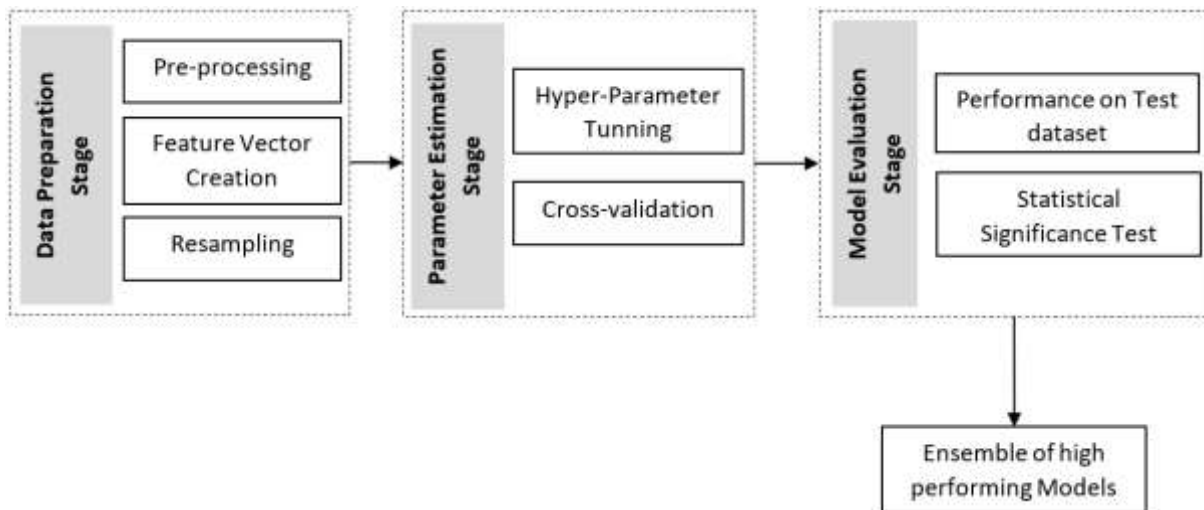 Data Preparation
Stage
Pre-processing
Feature Vector
Creation
Resampling
Parameter Estimation
Stage
Hyper-Parameter
Tunning
Cross-validation
Model Evaluation
Stage
Performance on Test
dataset
Statistical
Significance Test
Ensemble of high
performing Models